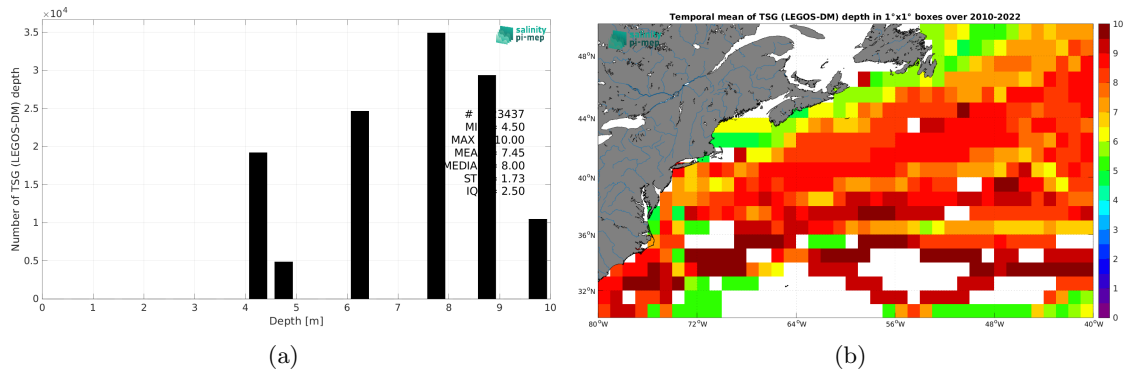 ×10⁴
3.5
3
2.5
2
1.5
1
0.5
0
0 1 2 3 4 5 6 7 8 9 10
Number of TSG (LEGOS-DM) depth
Depth [m]
salinity
pi-mep
# 3437
MI 4.50
MAX 10.00
MEA 7.45
MEDIA 8.00
ST 1.73
IQ 2.50
(a)
Temporal mean of TSG (LEGOS-DM) depth in 1°x1° boxes over 2010-2022
salinity
pi-mep
48°N
44°N
40°N
36°N
32°N
80°W 72°W 64°W 56°W 48°W 40°W
10
9
8
7
6
5
4
3
2
1
0
(b)